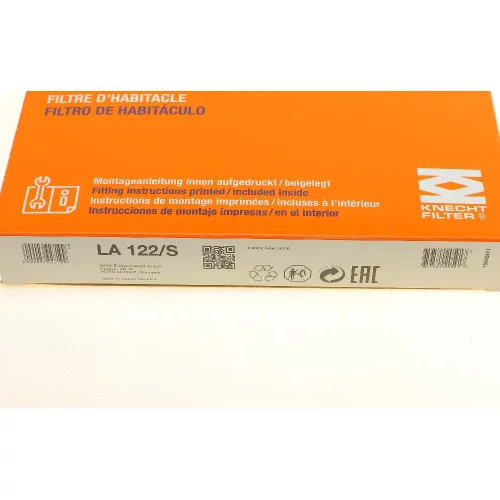 FILTRE D'HABITACLE
FILTRO DE HABITÁCULO
Montageanleitung innen aufgedruckt / beigelegt
Fitting instructions printed / included inside
Instructions de montage imprimées / incluses à l'intérieur
Instrucciones de montaje impresas / en el interior
KNECHT
FILTER®
LA 122/S
EAC